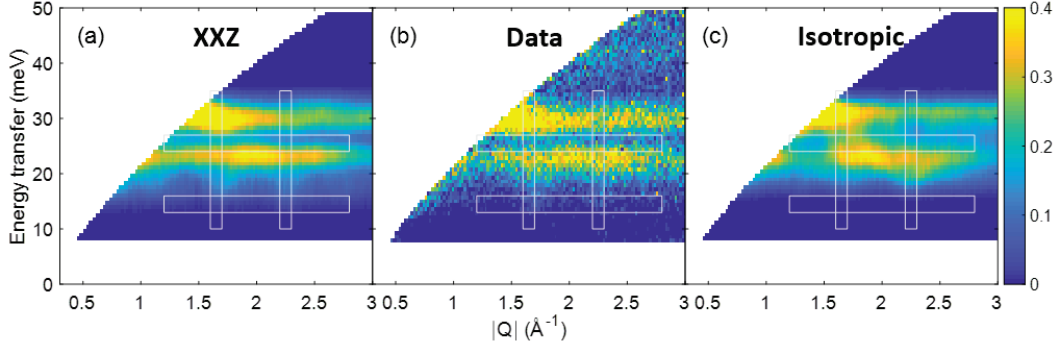 (a) XXZ
(b) Data
(c) Isotropic
Energy transfer (meV)
50
40
30
20
10
0
0.5 1 1.5 2 2.5 3
0.5 1 1.5 2 2.5 3
0.5 1 1.5 2 2.5 3
|Q| (Å⁻¹)
0.4
0.3
0.2
0.1
0